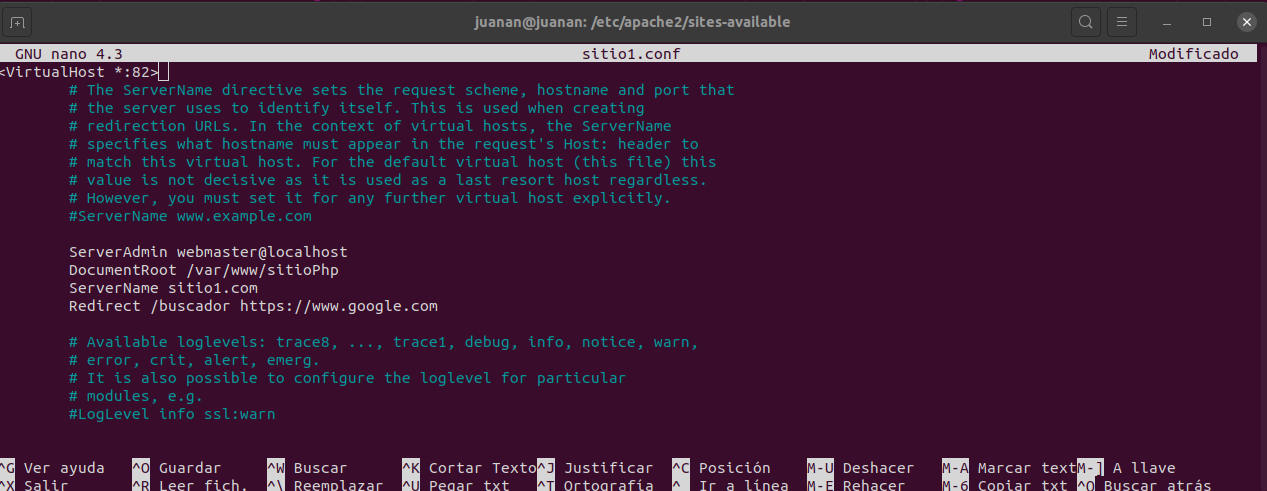 juanan@juanan: /etc/apache2/sites-available
GNU nano 4.3 sitio1.conf Modificado
<VirtualHost *:82>
# The ServerName directive sets the request scheme, hostname and port that
# the server uses to identify itself. This is used when creating
# redirection URLs. In the context of virtual hosts, the ServerName
# specifies what hostname must appear in the request's Host: header to
# match this virtual host. For the default virtual host (this file) this
# value is not decisive as it is used as a last resort host regardless.
# However, you must set it for any further virtual host explicitly.
#ServerName www.example.com
ServerAdmin webmaster@localhost
DocumentRoot /var/www/sitioPhp
ServerName sitio1.com
Redirect /buscador https://www.google.com
# Available loglevels: trace8, ..., trace1, debug, info, notice, warn,
# error, crit, alert, emerg.
# It is also possible to configure the loglevel for particular
# modules, e.g.
#LogLevel info ssl:warn
^G Ver ayuda ^O Guardar ^W Buscar ^K Cortar Texto ^J Justificar ^C Posición M-U Deshacer M-A Marcar text M-] A llave
^X Salir ^R Leer fich. ^\ Reemplazar ^U Pegar txt ^T Ortografía ^_ Ir a línea M-E Rehacer M-6 Copiar txt ^Q Buscar atrás